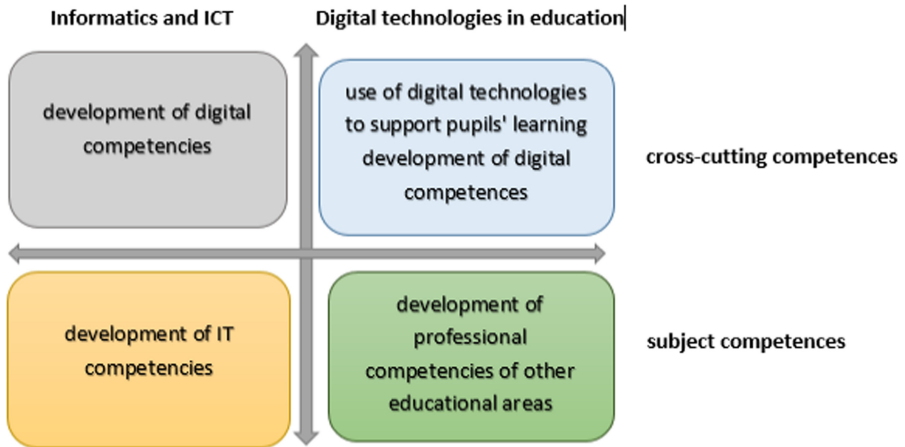 Informatics and ICT
Digital technologies in education
development of digital
competencies
use of digital technologies
to support pupils' learning
development of digital
competences
cross-cutting competences
development of IT
competencies
development of
professional
competencies of other
educational areas
subject competences